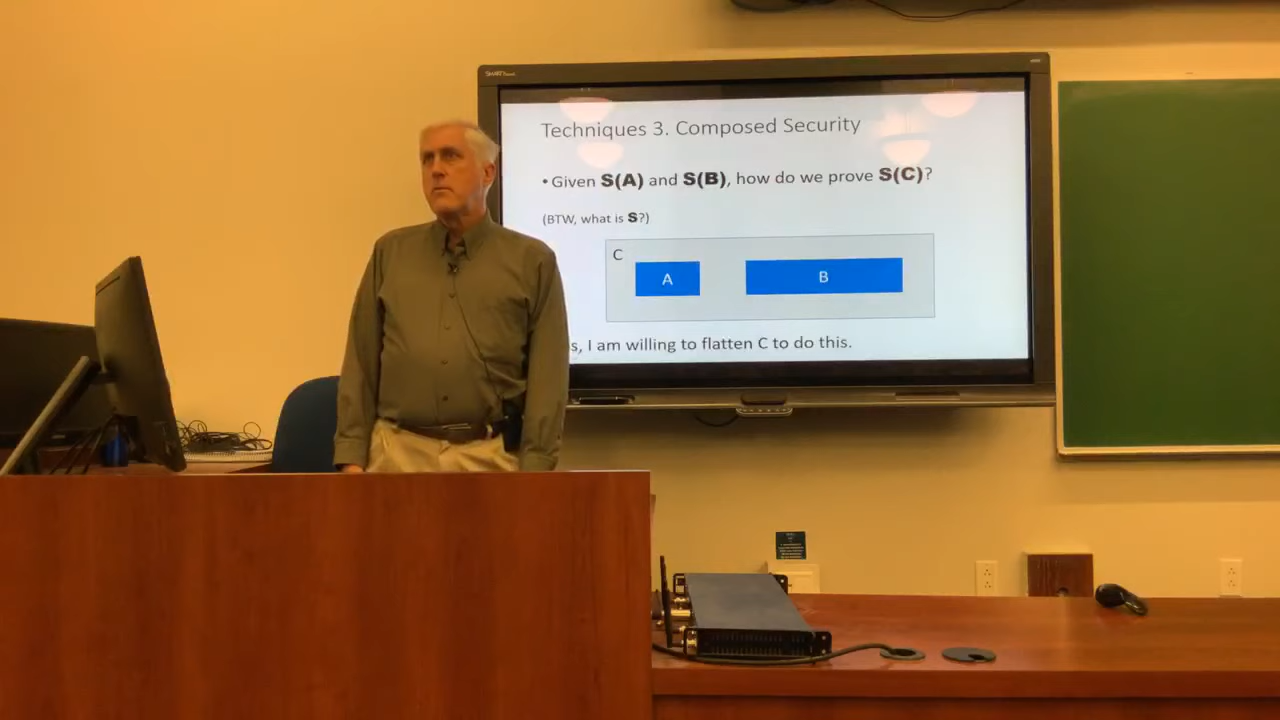 SMART
Techniques 3. Composed Security
• Given S(A) and S(B), how do we prove S(C)?
(BTW, what is S?)
C
A
B
s, I am willing to flatten C to do this.